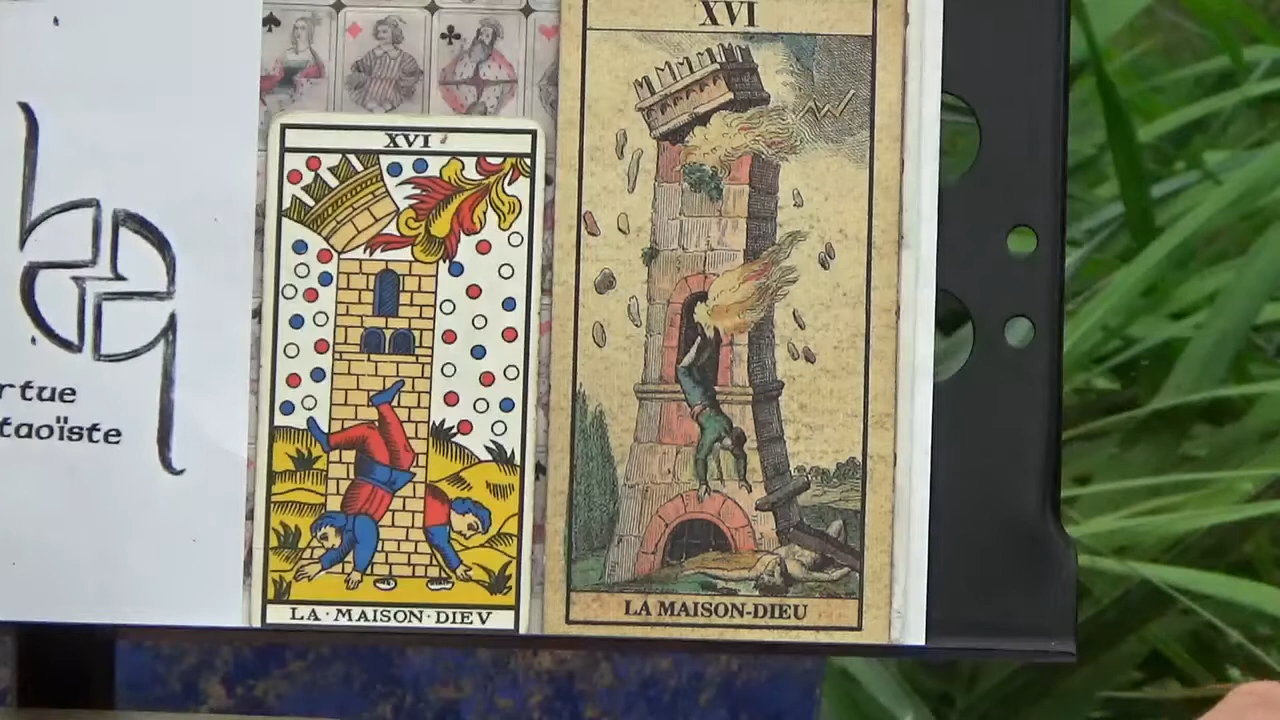 XVI
XVI
rtue
taoïste
LA·MAISON·DIEV
LA MAISON-DIEU